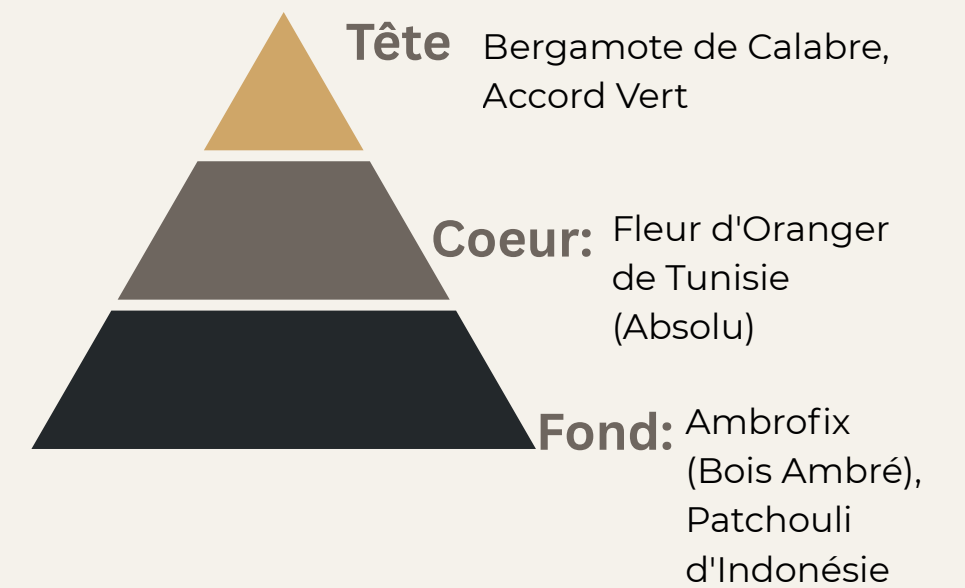 Tête
Bergamote de Calabre,
Accord Vert
Coeur:
Fleur d'Oranger
de Tunisie
(Absolu)
Fond:
Ambrofix
(Bois Ambré),
Patchouli
d'Indonésie